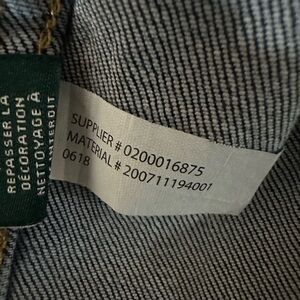 REPASSER LA
DÉCORATION
NETTOYAGE À
INTERDIT
SUPPLIER # 0200016875
MATERIAL # 200711194001
0618